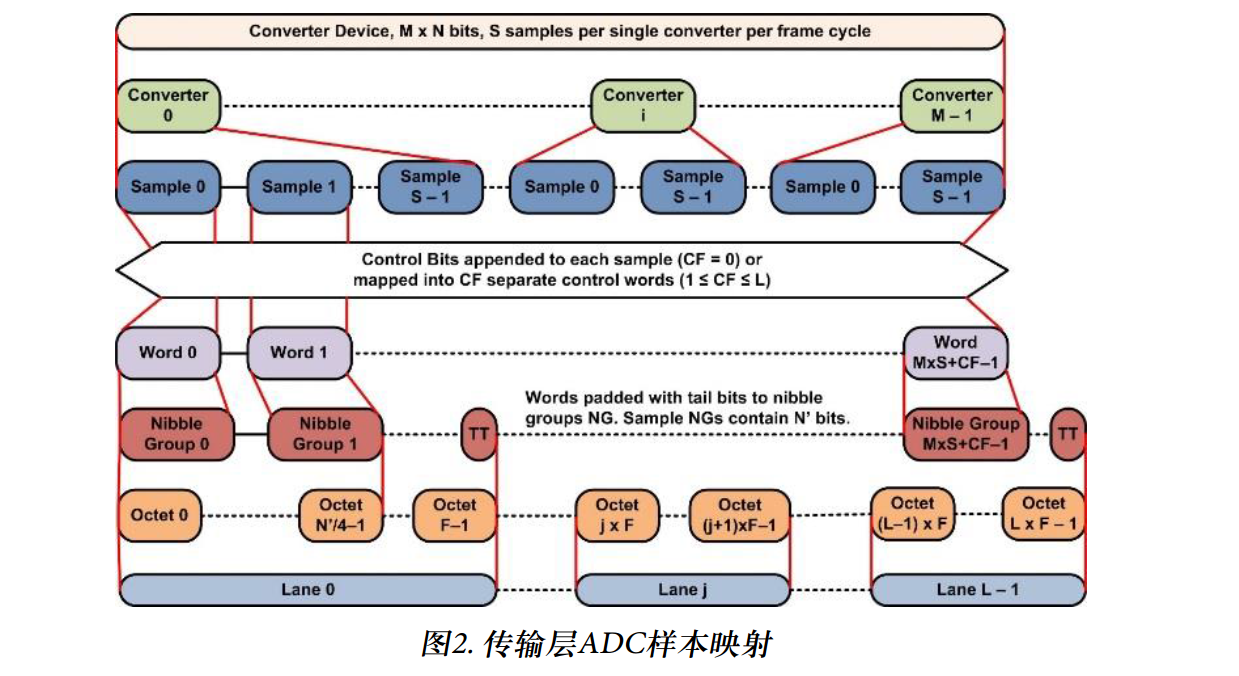 Converter Device, M x N bits, S samples per single converter per frame cycle
Converter
0
Converter
i
Converter
M – 1
Sample 0
Sample 1
Sample
S – 1
Sample 0
Sample
S – 1
Sample 0
Sample
S – 1
Control Bits appended to each sample (CF = 0) or
mapped into CF separate control words (1 ≤ CF ≤ L)
Word 0
Word 1
Word
MxS+CF–1
Words padded with tail bits to nibble
groups NG. Sample NGs contain N’ bits.
Nibble
Group 0
Nibble
Group 1
TT
Nibble Group
MxS+CF–1
TT
Octet 0
Octet
N’/4–1
Octet
F–1
Octet
j x F
Octet
(j+1)xF–1
Octet
(L–1) x F
Octet
L x F – 1
Lane 0
Lane j
Lane L – 1
图2. 传输层ADC样本映射